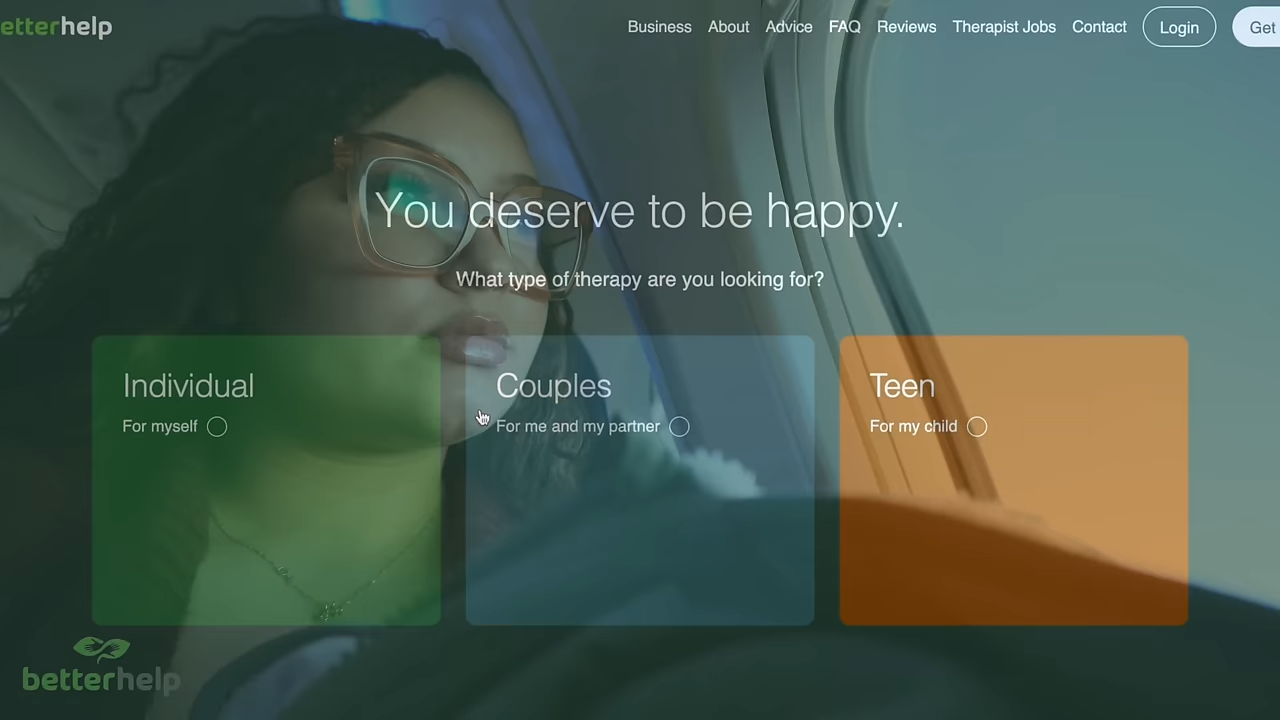 etterhelp
Business About Advice FAQ Reviews Therapist Jobs Contact Login Get
You deserve to be happy.
What type of therapy are you looking for?
Individual
For myself
Couples
For me and my partner
Teen
For my child
betterhelp